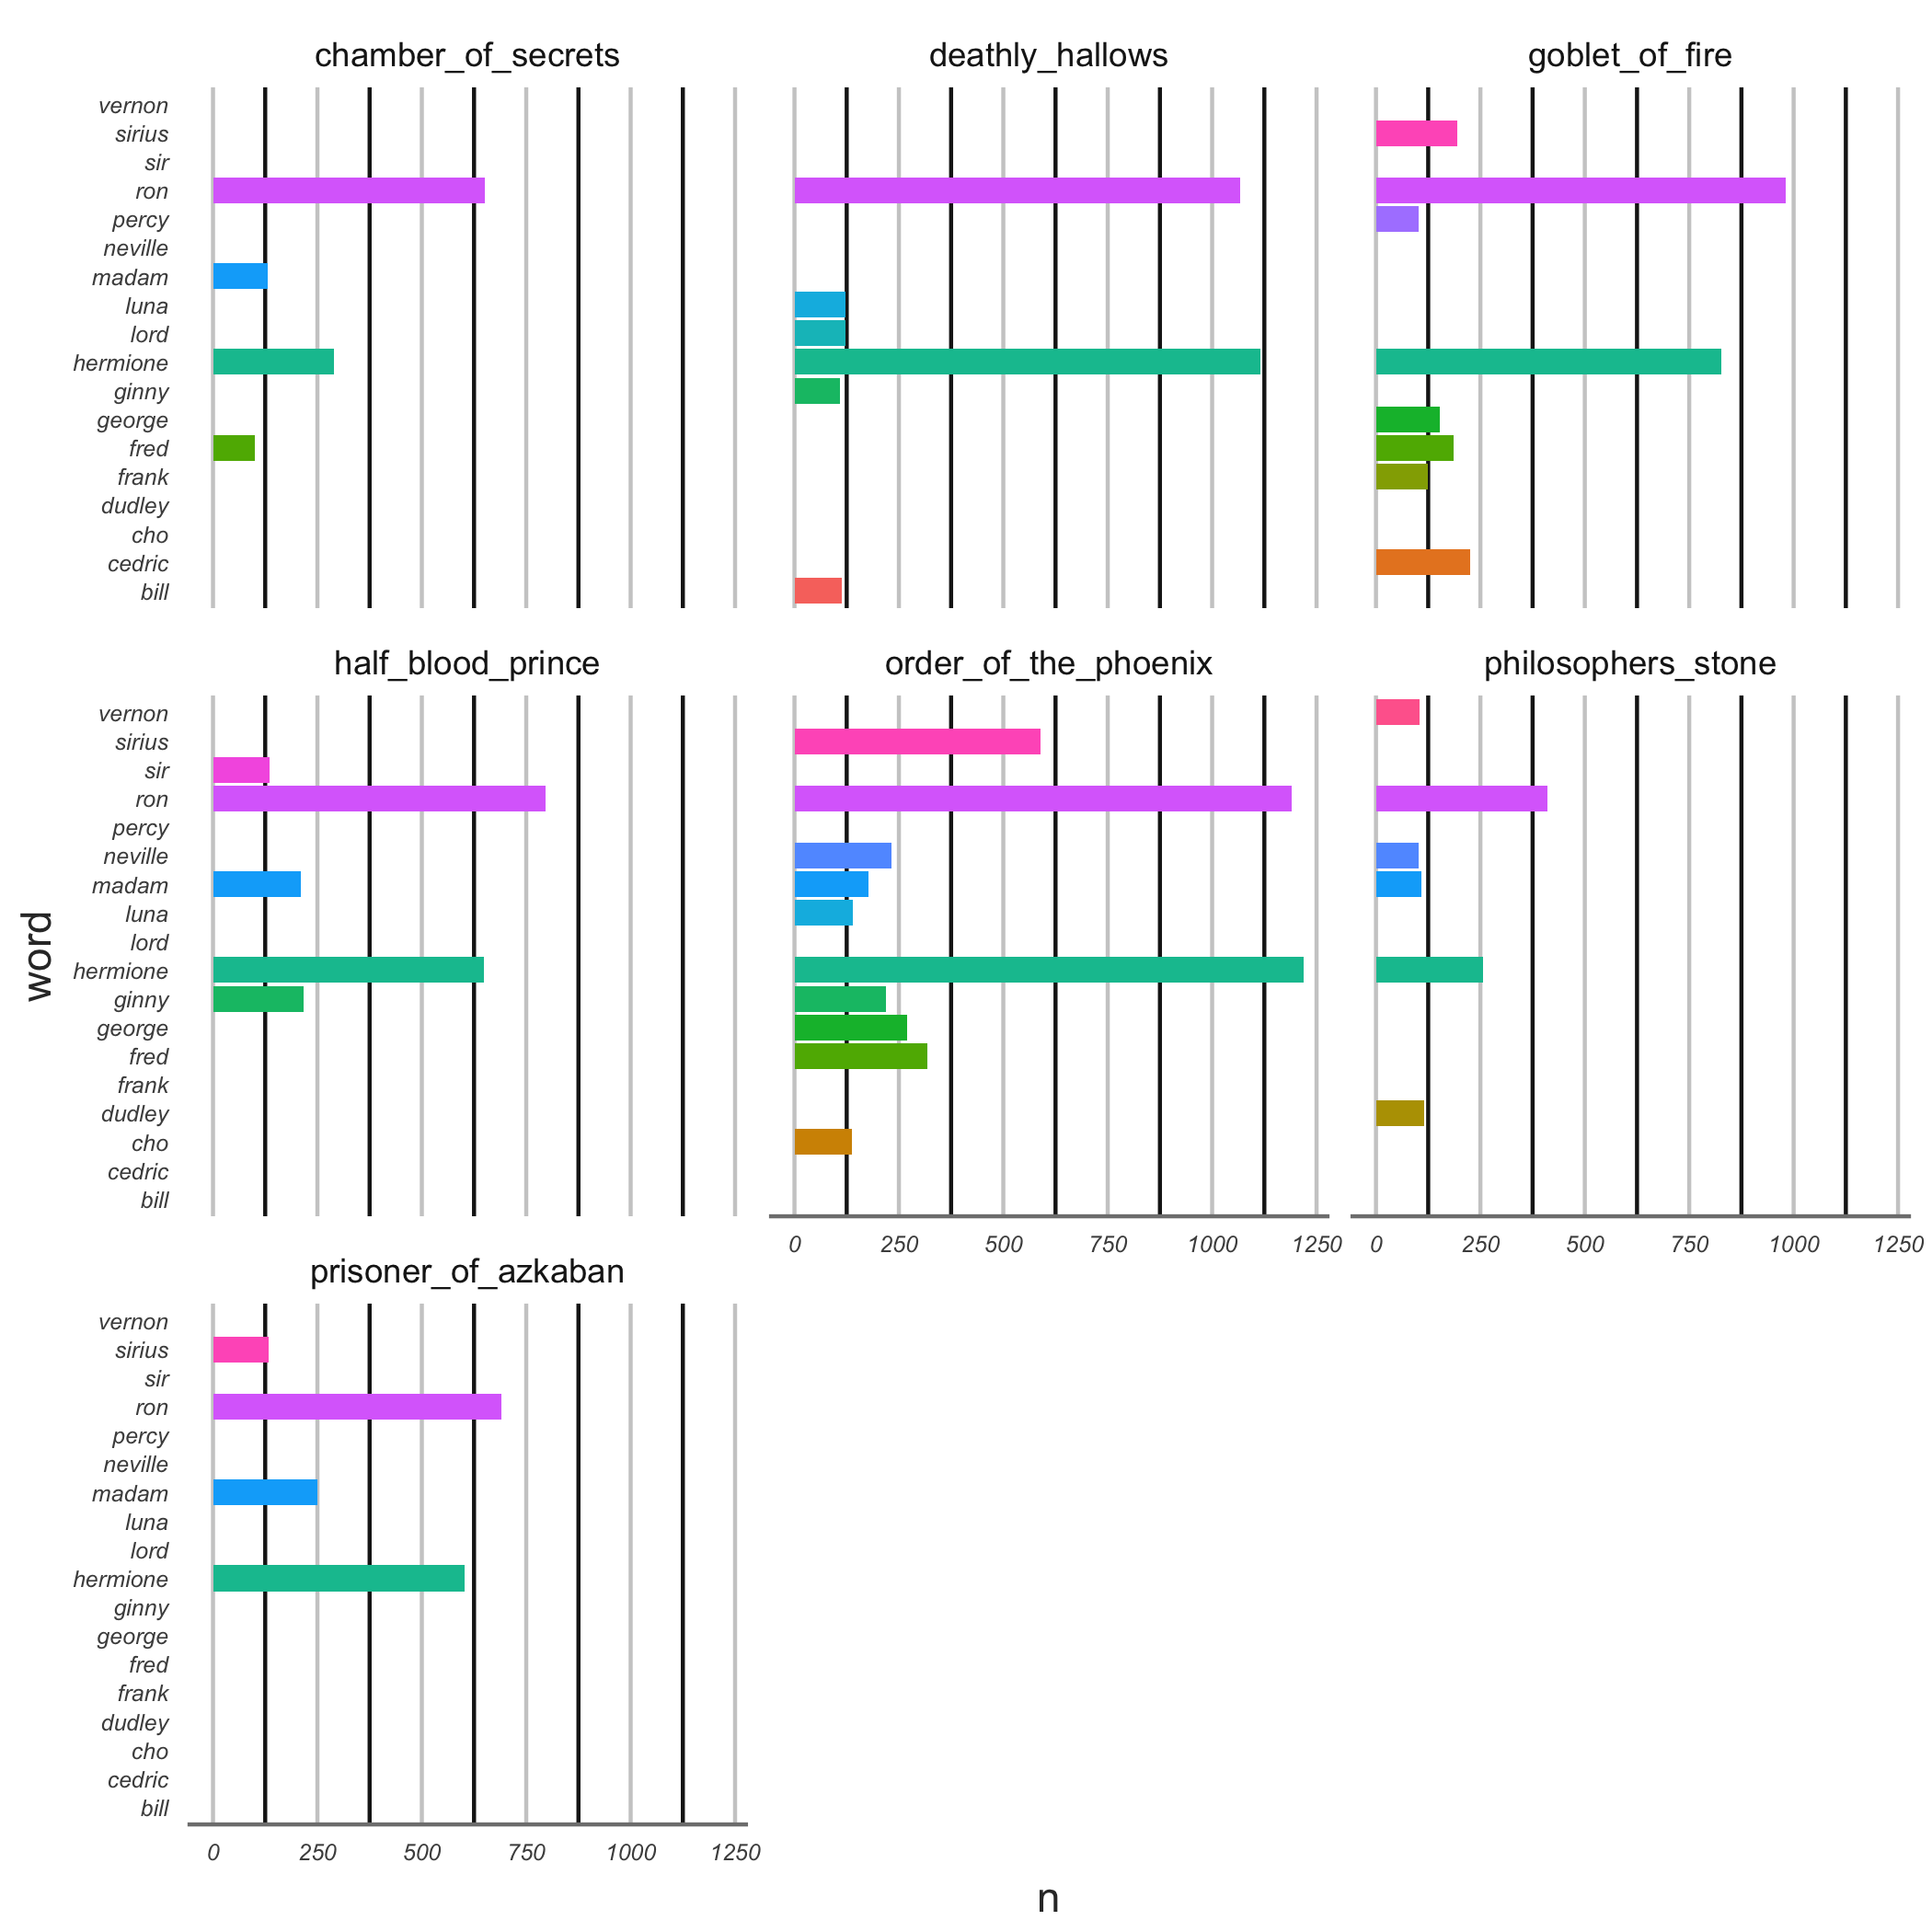 chamber_of_secrets
deathly_hallows
goblet_of_fire
vernon
sirius
sir
ron
percy
neville
madam
luna
lord
hermione
ginny
george
fred
frank
dudley
cho
cedric
bill
half_blood_prince
order_of_the_phoenix
philosophers_stone
word
vernon
sirius
sir
ron
percy
neville
madam
luna
lord
hermione
ginny
george
fred
frank
dudley
cho
cedric
bill
0 250 500 750 1000 1250
0 250 500 750 1000 1250
prisoner_of_azkaban
vernon
sirius
sir
ron
percy
neville
madam
luna
lord
hermione
ginny
george
fred
frank
dudley
cho
cedric
bill
0 250 500 750 1000 1250
n